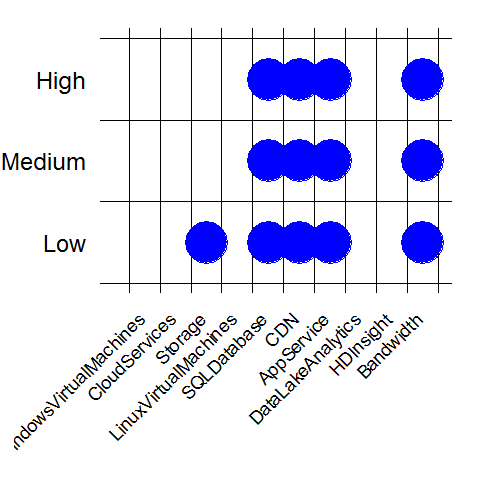 High
Medium
Low
ndowsVirtualMachines
CloudServices
Storage
LinuxVirtualMachines
SQLDatabase
CDN
AppService
DataLakeAnalytics
HDInsight
Bandwidth